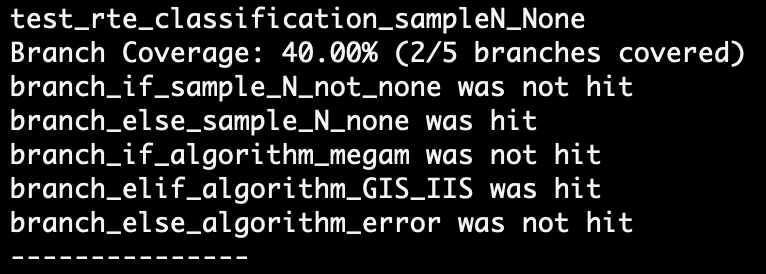 test_rte_classification_sampleN_None
Branch Coverage: 40.00% (2/5 branches covered)
branch_if_sample_N_not_none was not hit
branch_else_sample_N_none was hit
branch_if_algorithm_megam was not hit
branch_elif_algorithm_GIS_IIS was hit
branch_else_algorithm_error was not hit
---------------